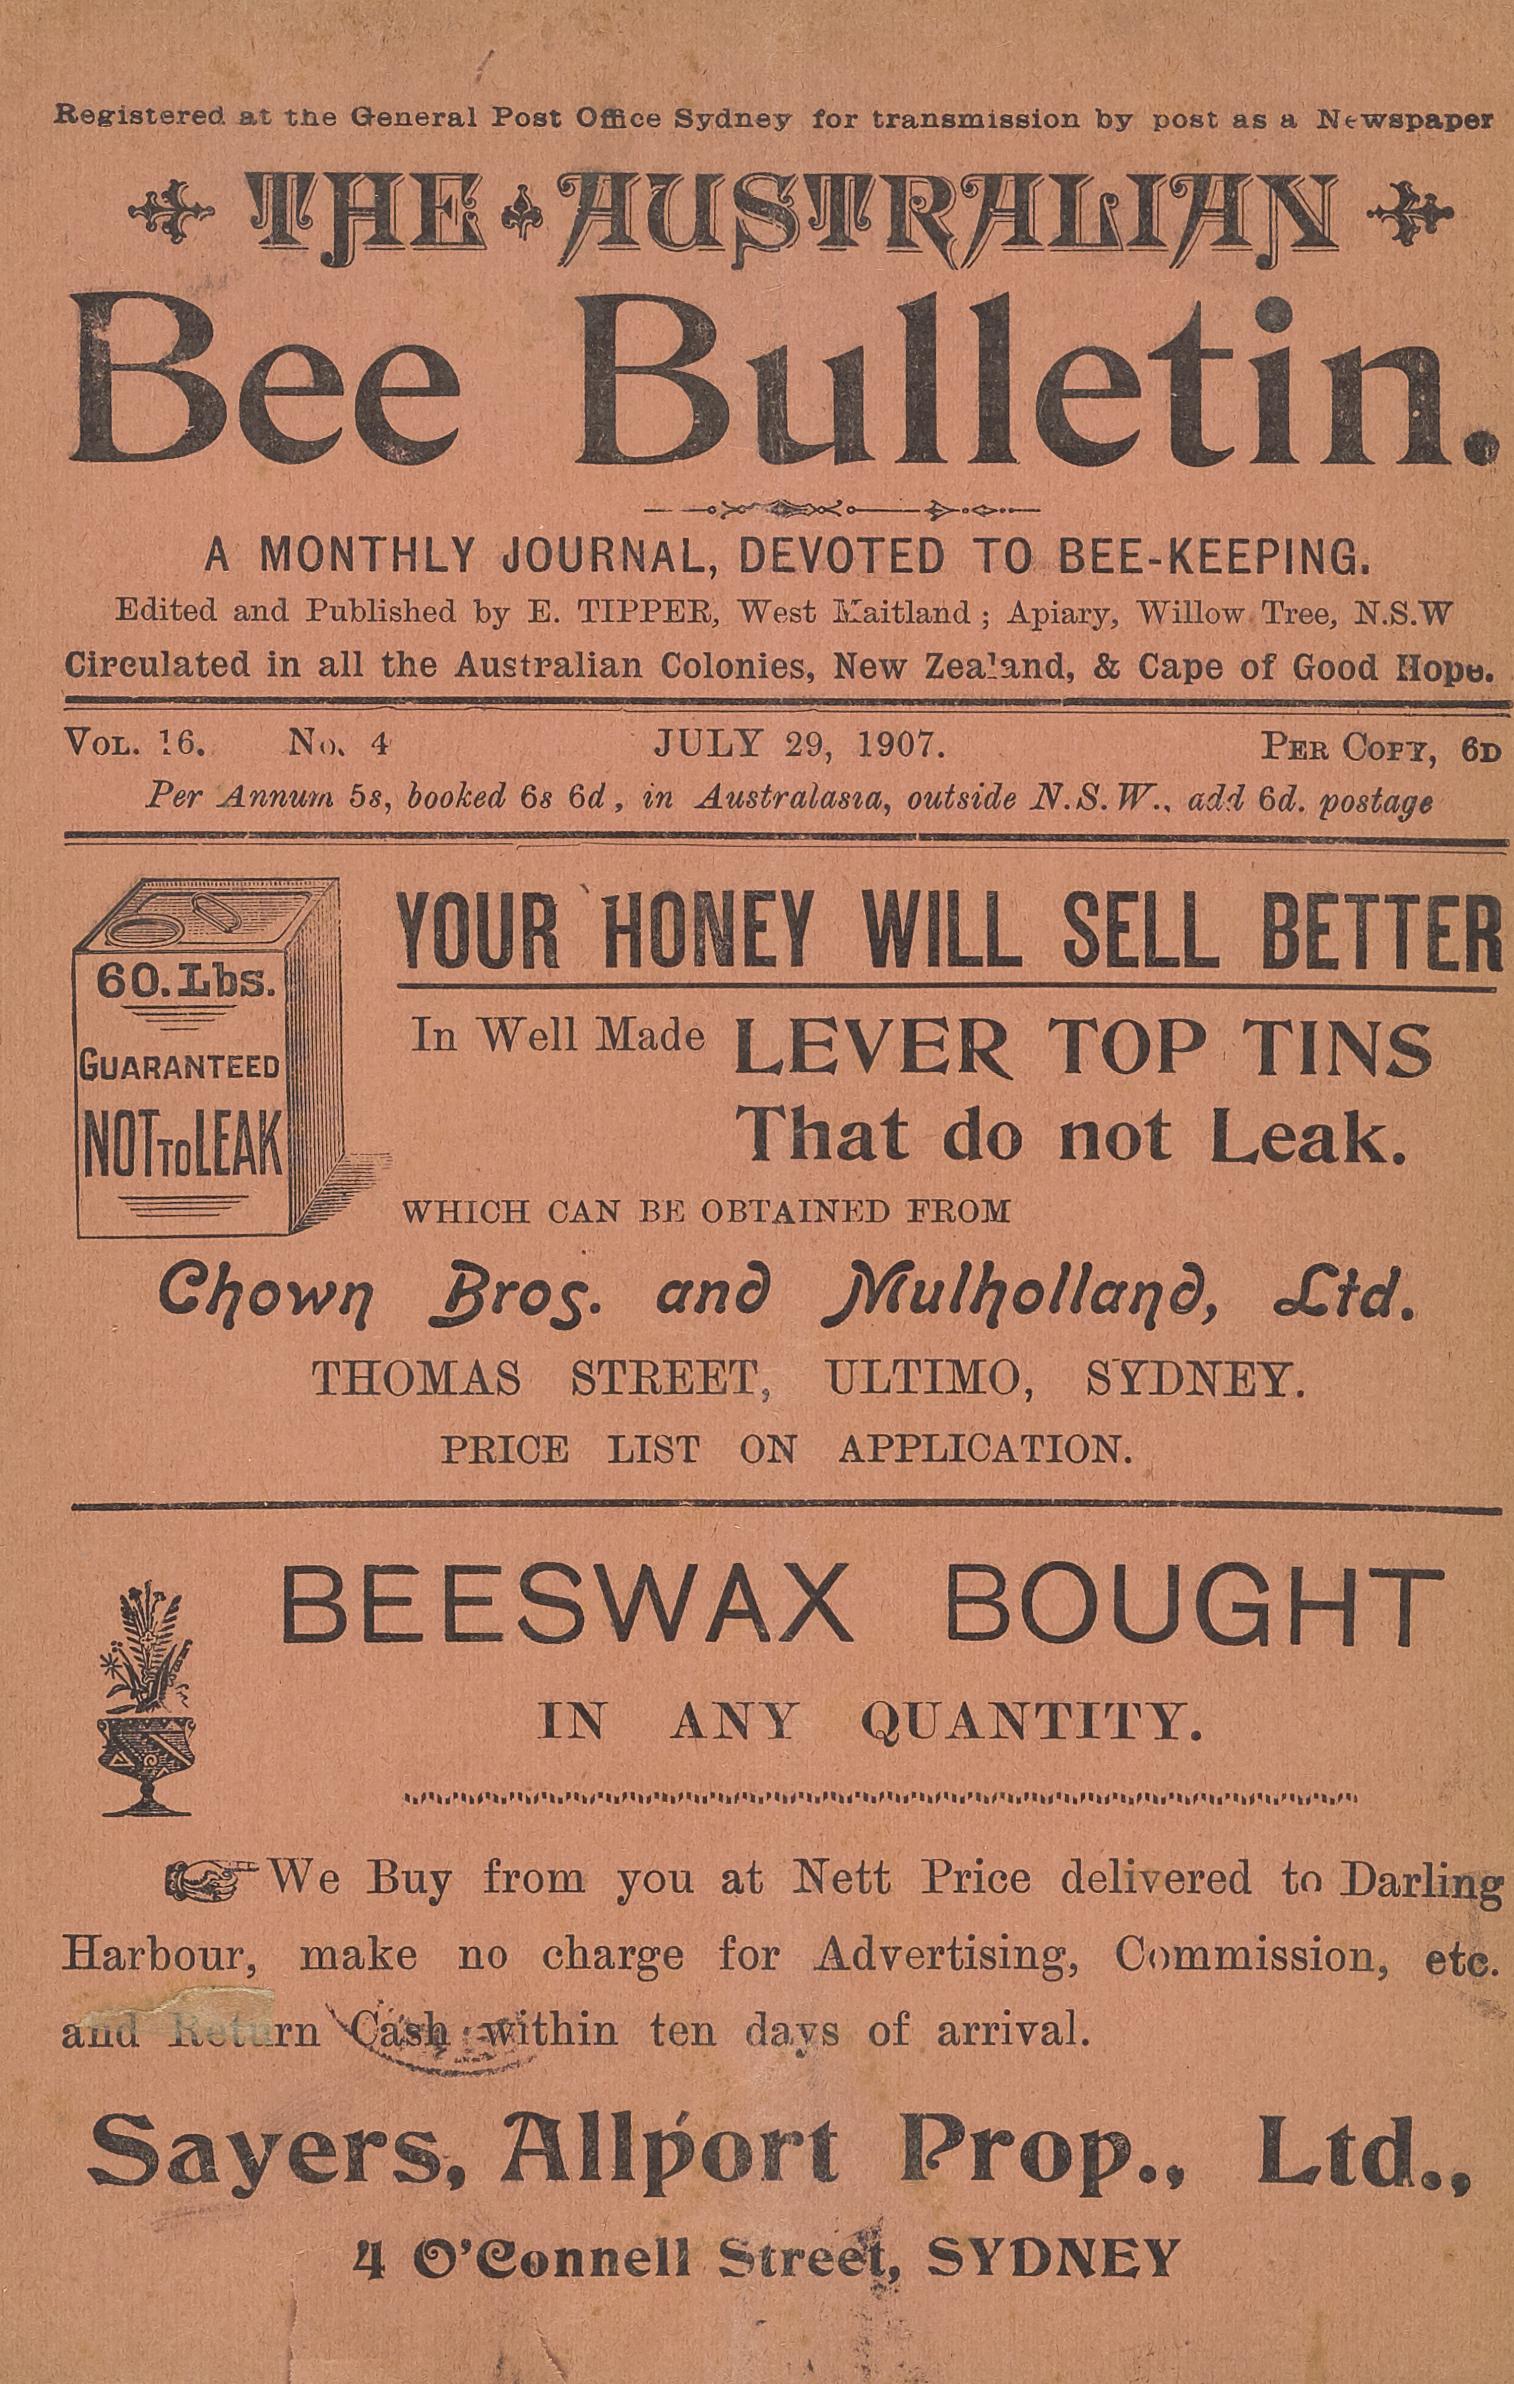 Registered at the General Post Office Sydney for transmission by post as a Newspaper
THE AUSTRALIAN
Bee Bulletin.
A MONTHLY JOURNAL, DEVOTED TO BEE-KEEPING.
Edited and Published by E. TIPPER, West Maitland ; Apiary, Willow Tree, N.S.W
Circulated in all the Australian Colonies, New Zealand, & Cape of Good Hope.
VOL. 16. No. 4 JULY 29, 1907. PER COPY, 6D
Per Annum 5s, booked 6s 6d, in Australasia, outside N.S.W., add 6d. postage
60.Lbs.
GUARANTEED
NOT TO LEAK
YOUR HONEY WILL SELL BETTER
In Well Made LEVER TOP TINS
That do not Leak.
WHICH CAN BE OBTAINED FROM
Chown Bros. and Mulholland, Ltd.
THOMAS STREET, ULTIMO, SYDNEY.
PRICE LIST ON APPLICATION.
BEESWAX BOUGHT
IN ANY QUANTITY.
We Buy from you at Nett Price delivered to Darling
Harbour, make no charge for Advertising, Commission, etc.
and Return Cash within ten days of arrival.
Sayers, Allport Prop., Ltd.,
4 O'Connell Street, SYDNEY